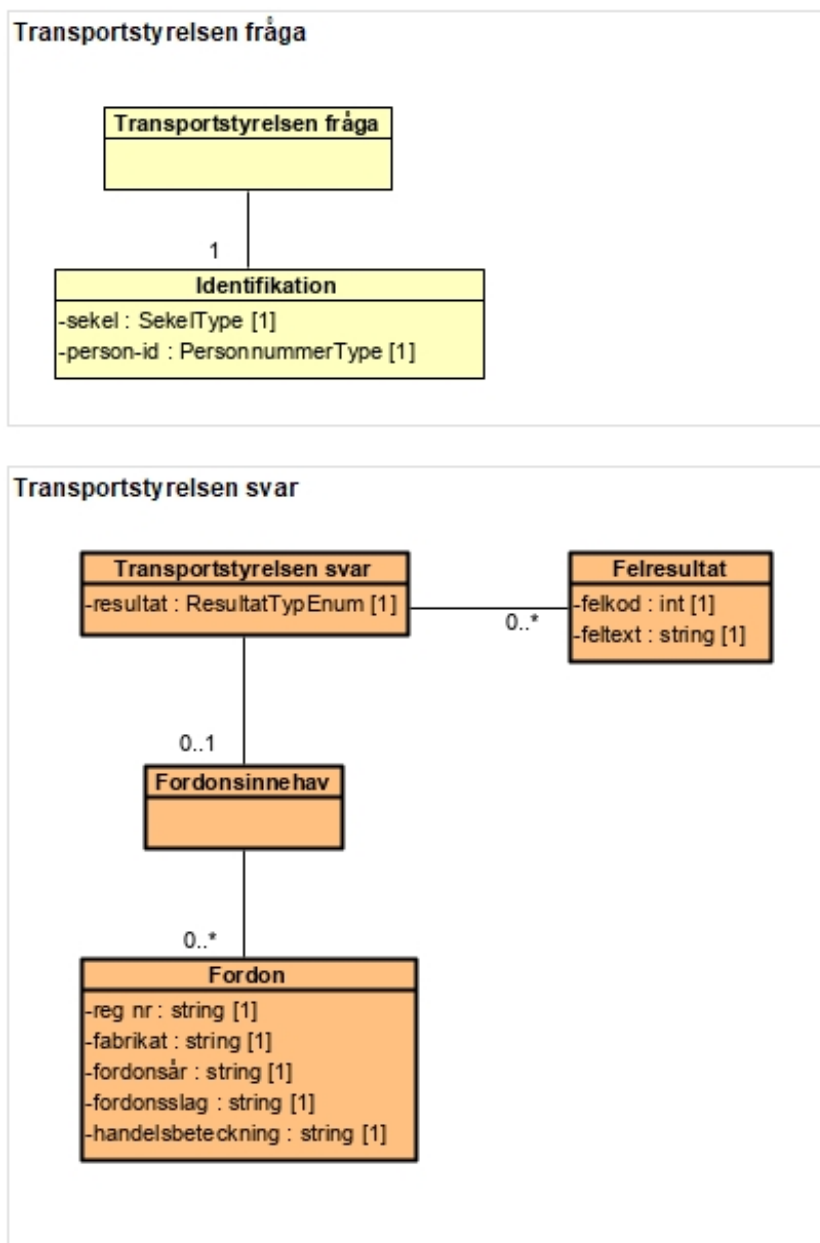 Transportstyrelsen fråga
Transportstyrelsen fråga
1
Identifikation
-sekel : SekelType [1]
-person-id : PersonnummerType [1]
Transportstyrelsen svar
Transportstyrelsen svar
-resultat : ResultatTypEnum [1]
0..*
Felresultat
-felkod : int [1]
-feltext : string [1]
0..1
Fordonsinnehav
0..*
Fordon
-reg nr : string [1]
-fabrikat : string [1]
-fordonsår : string [1]
-fordonsslag : string [1]
-handelsbeteckning : string [1]